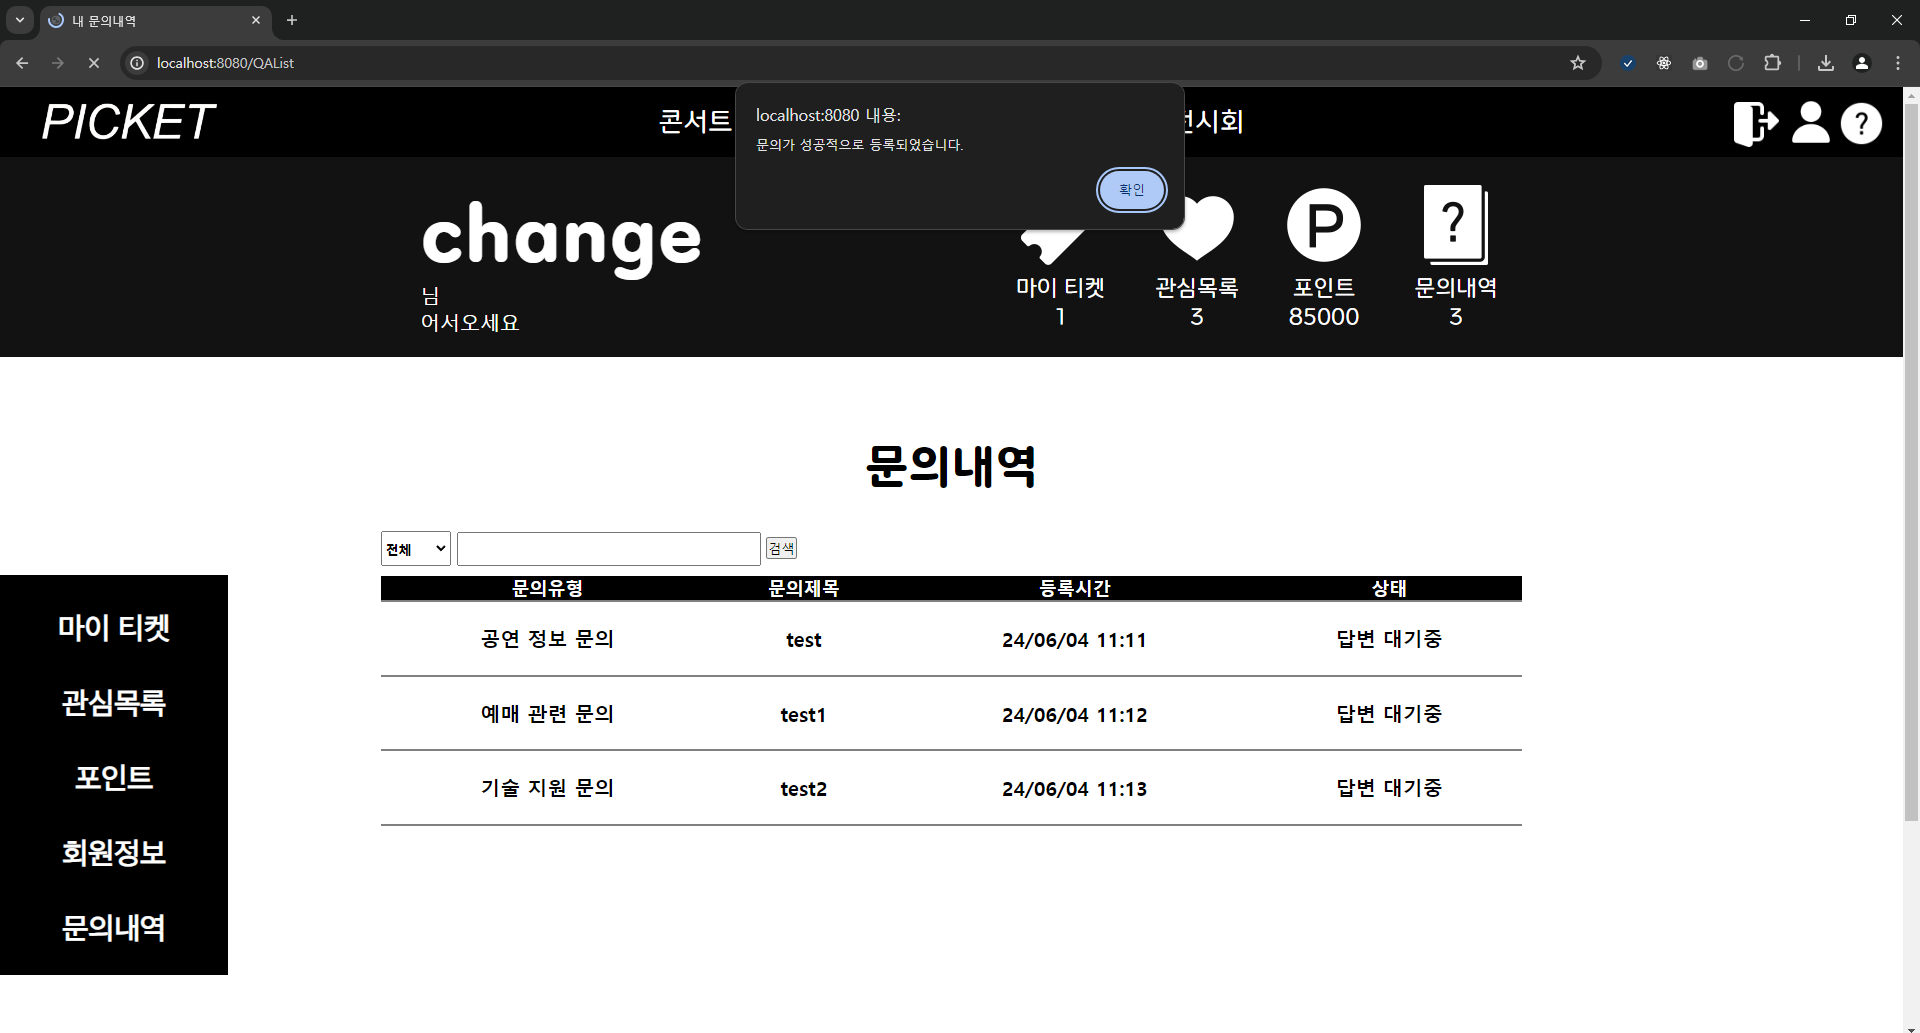 내 문의내역
localhost:8080/QAList
PICKET
콘서트
전시회
localhost:8080 내용:
문의가 성공적으로 등록되었습니다.
확인
change
님
어서오세요
마이 티켓
1
관심목록
3
P
포인트
85000
?
문의내역
3
?
문의내역
전체
검색
문의유형 문의제목 등록시간 상태
공연 정보 문의 test 24/06/04 11:11 답변 대기중
예매 관련 문의 test1 24/06/04 11:12 답변 대기중
기술 지원 문의 test2 24/06/04 11:13 답변 대기중
마이 티켓
관심목록
포인트
회원정보
문의내역